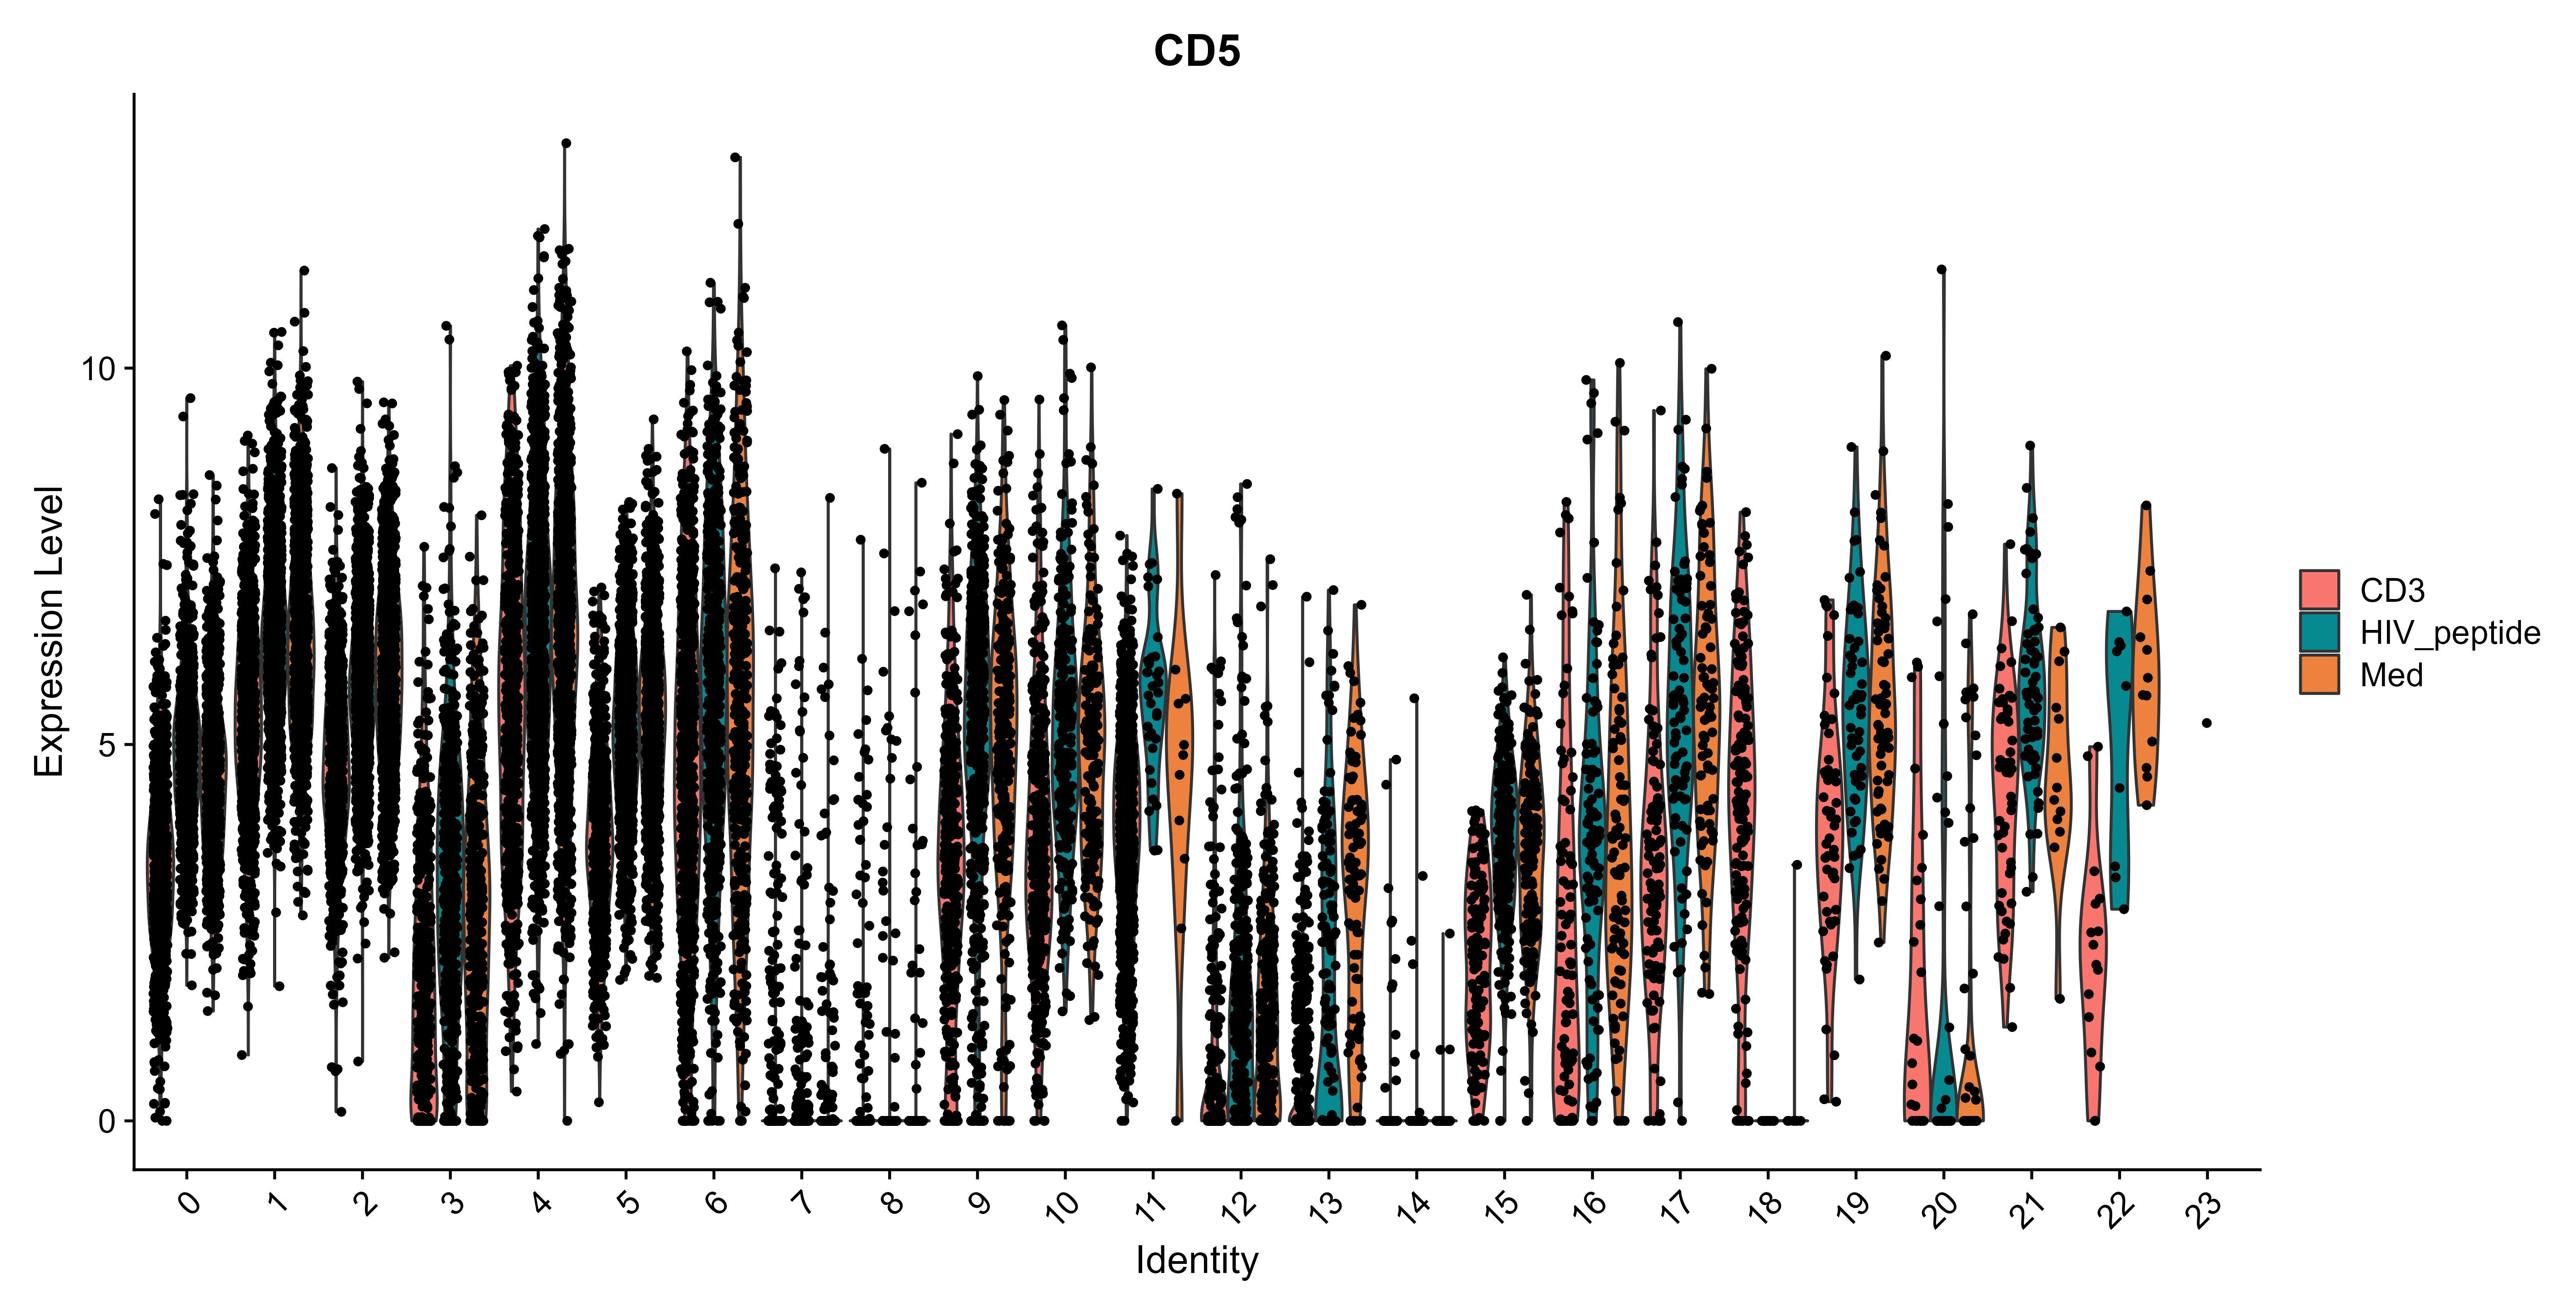 CD5
Expression Level
10
5
0
0 1 2 3 4 5 6 7 8 9 10 11 12 13 14 15 16 17 18 19 20 21 22 23
Identity
CD3
HIV_peptide
Med